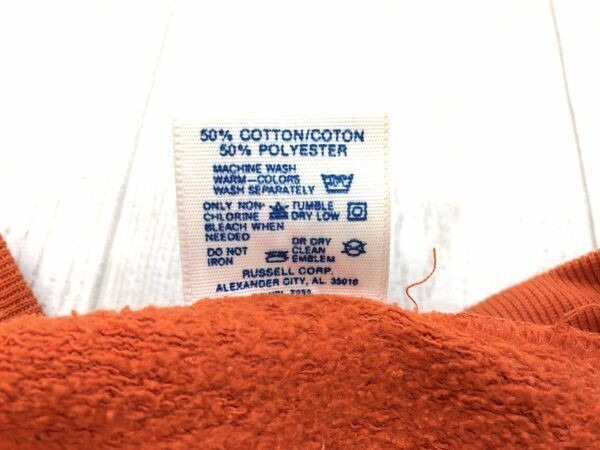 50% COTTON/COTON
50% POLYESTER
MACHINE WASH
WARM-COLORS
WASH SEPARATELY
ONLY NON-
CHLORINE
BLEACH WHEN
NEEDED
TUMBLE
DRY LOW
DO NOT
IRON
OR DRY
CLEAN
EMBLEM
RUSSELL CORP.
ALEXANDER CITY, AL. 35010